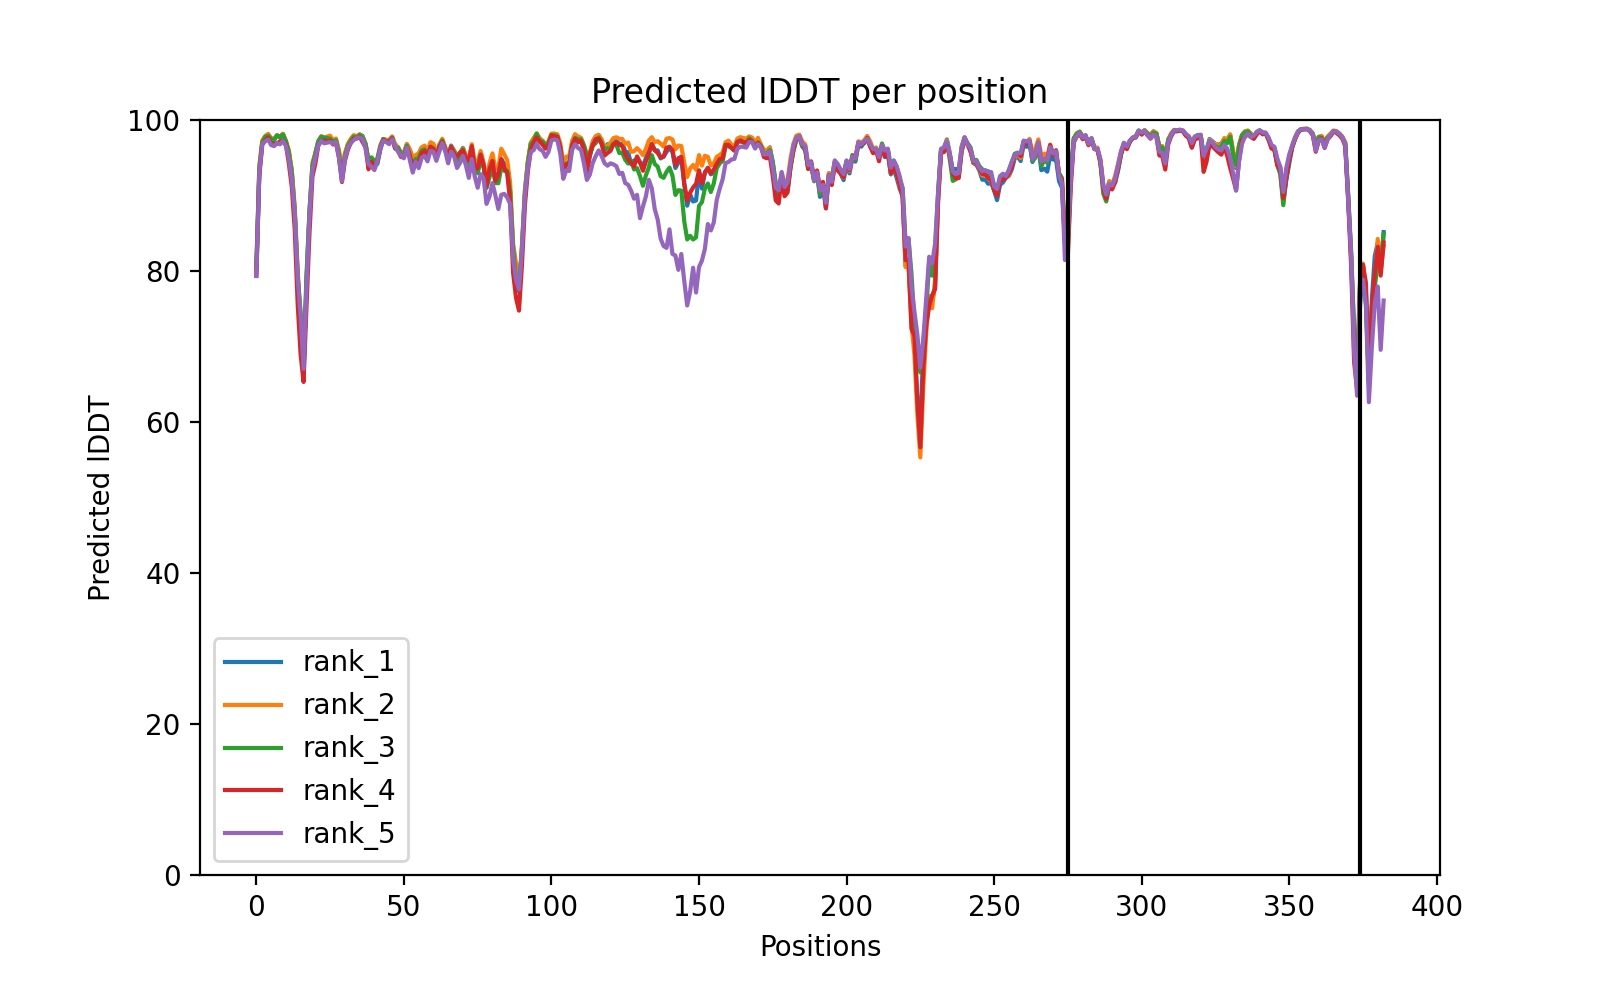 Predicted lDDT per position
100
80
60
40
20
0
Predicted lDDT
rank_1
rank_2
rank_3
rank_4
rank_5
0 50 100 150 200 250 300 350 400
Positions